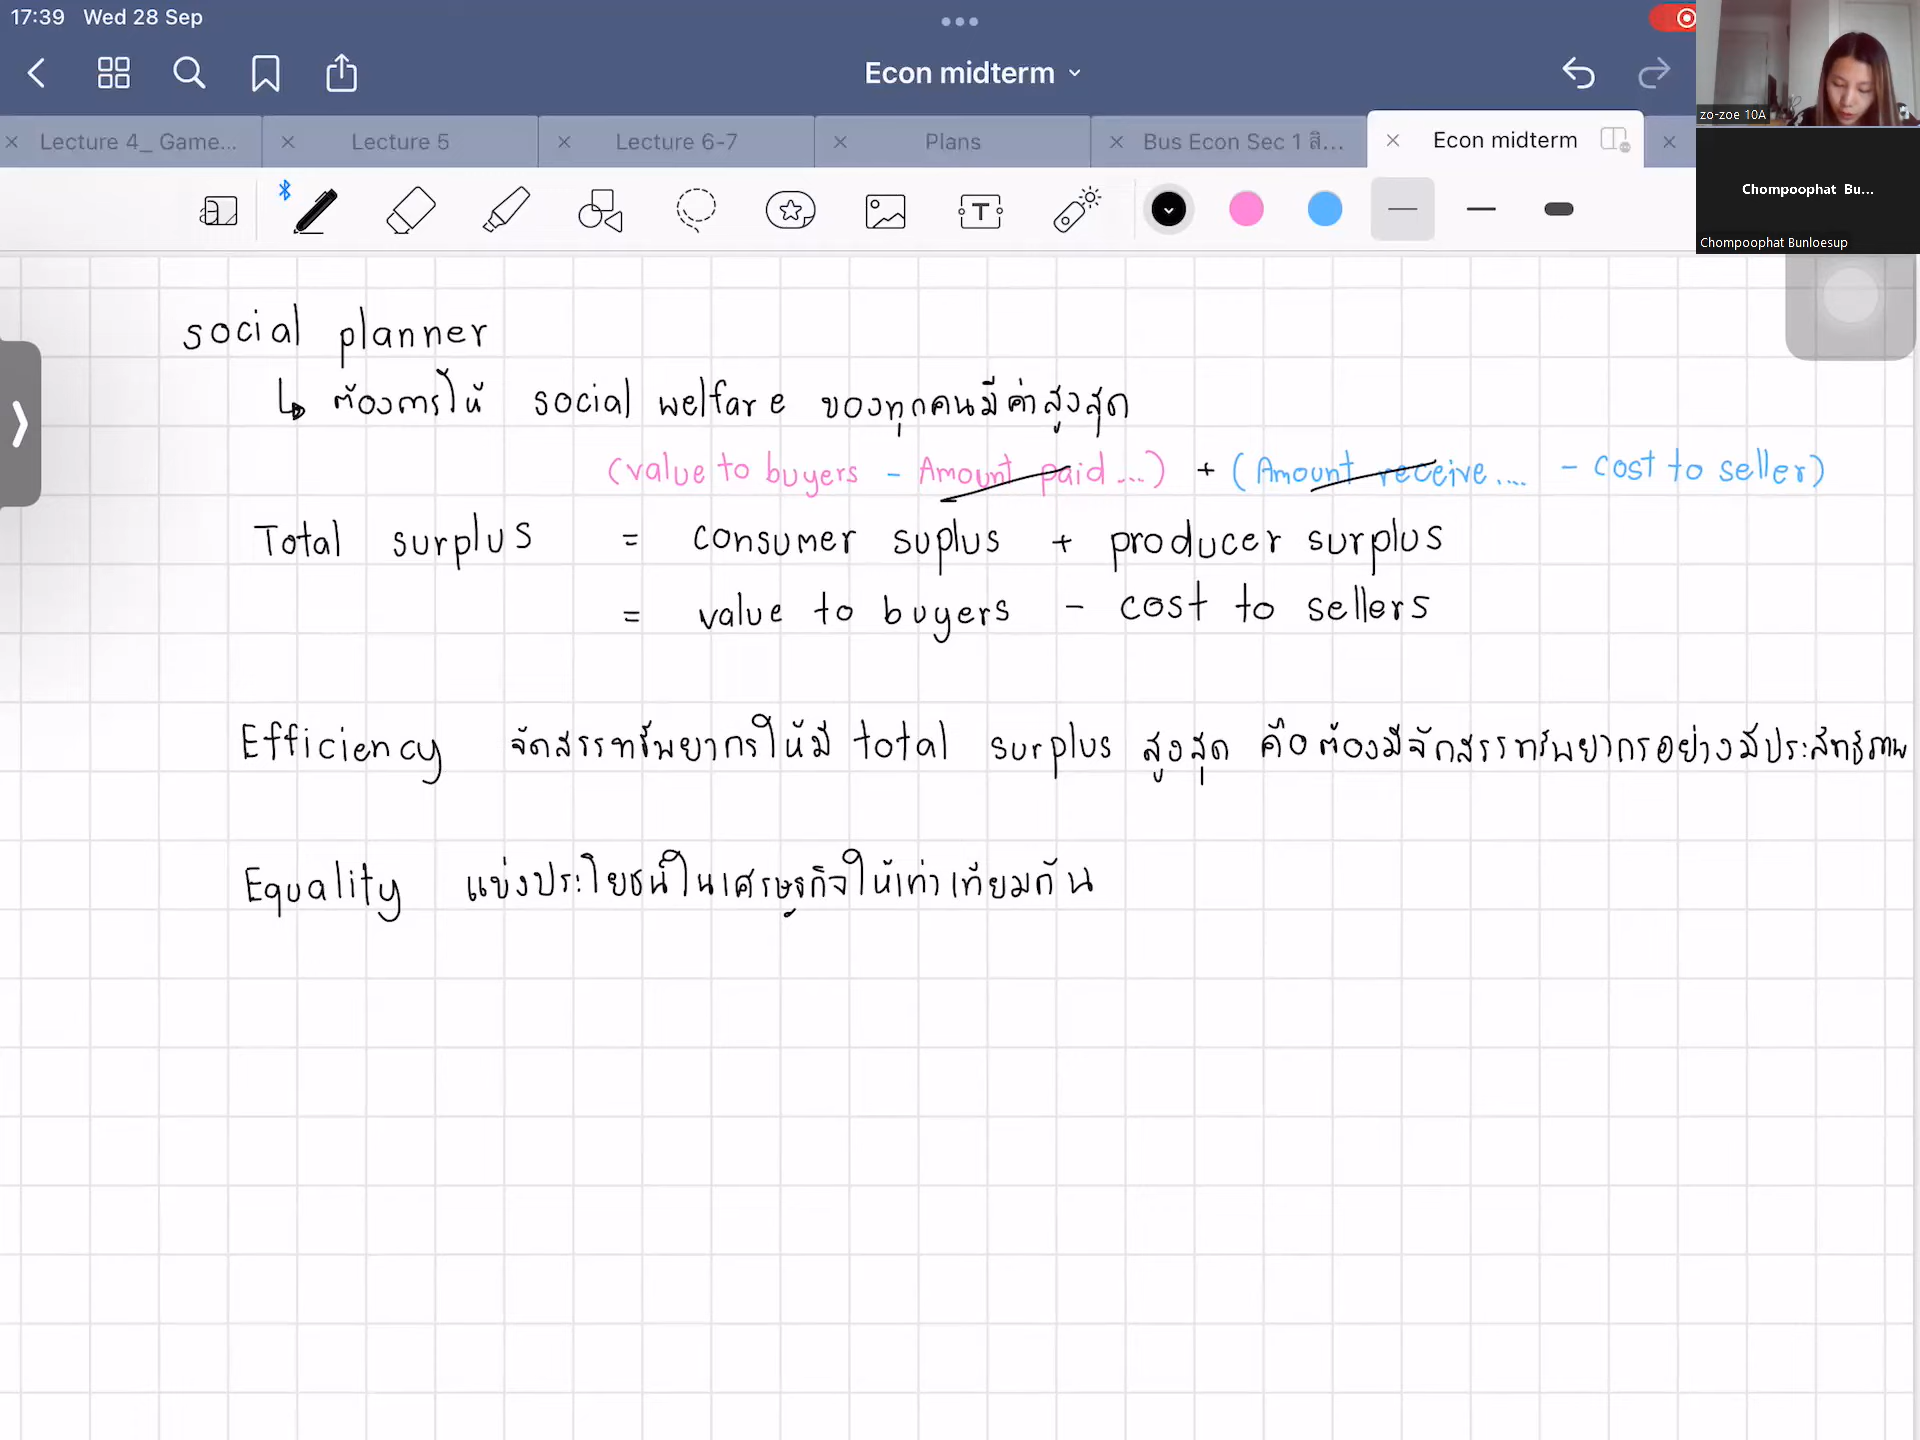 17:39 Wed 28 Sep
Econ midterm
Lecture 4_ Game...
Lecture 5
Lecture 6-7
Plans
Bus Econ Sec 1 สิ...
Econ midterm
zo-zoe 10A
Chompoophat Bu...
Chompoophat Bunloesup
social planner
↳ ต้องการให้ social welfare ของทุกคนมีค่าสูงสุด
(value to buyers - Amount paid ...) + (Amount receive.... - cost to seller)
Total surplus = consumer suplus + producer surplus
= value to buyers - cost to sellers
Efficiency จัดสรรทรัพยากรให้มี total surplus สูงสุด คือต้องมีจัดสรรทรัพยากรอย่างมีประสิทธิภาพ
Equality แบ่งประโยชน์ในเศรษฐกิจให้เท่าเทียมกัน